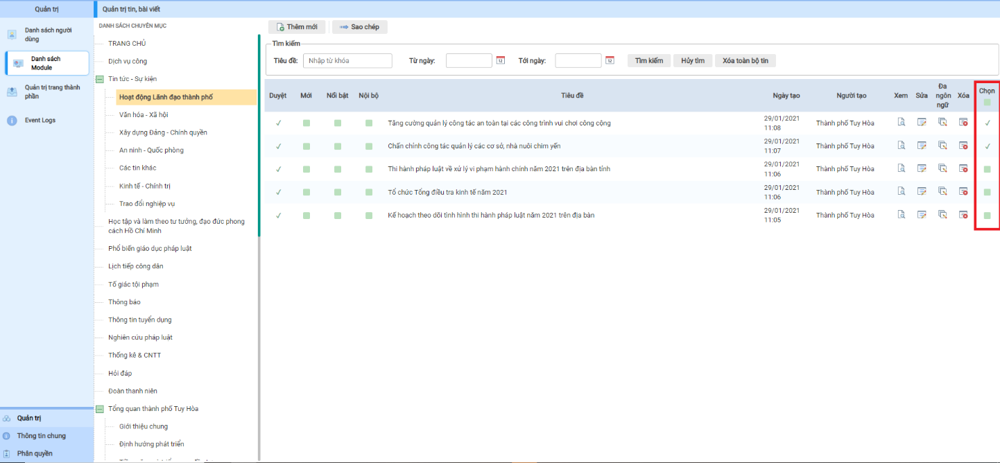 Quản trị
Danh sách người
dùng
Danh sách
Module
Quản trị trang thành
phần
Event Logs
Quản trị
Thông tin chung
Phân quyền
Quản trị tin, bài viết
DANH SÁCH CHUYÊN MỤC
TRANG CHỦ
Dịch vụ công
Tin tức - Sự kiện
Hoạt động Lãnh đạo thành phố
Văn hóa - Xã hội
Xây dựng Đảng - Chính quyền
An ninh - Quốc phòng
Các tin khác
Kinh tế - Chính trị
Trao đổi nghiệp vụ
Học tập và làm theo tư tưởng, đạo đức phong
cách Hồ Chí Minh
Phổ biến giáo dục pháp luật
Lịch tiếp công dân
Tố giác tội phạm
Thông báo
Thông tin tuyển dụng
Nghiên cứu pháp luật
Thống kê & CNTT
Hỏi đáp
Đoàn thanh niên
Tổng quan thành phố Tuy Hòa
Giới thiệu chung
Định hướng phát triển
Thêm mới Sao chép
Tìm kiếm
Tiêu đề: Nhập từ khóa Từ ngày: 12 Tới ngày: 12 Tìm kiếm Hủy tìm Xóa toàn bộ tin
Duyệt Mới Nổi bật Nội bộ Tiêu đề Ngày tạo Người tạo Xem Sửa Đa ngôn ngữ Xóa Chọn
Tăng cường quản lý công tác an toàn tại các công trình vui chơi công cộng 29/01/2021 11:08 Thành phố Tuy Hòa
Chấn chỉnh công tác quản lý các cơ sở, nhà nuôi chim yến 29/01/2021 11:07 Thành phố Tuy Hòa
Thi hành pháp luật về xử lý vi phạm hành chính năm 2021 trên địa bàn tỉnh 29/01/2021 11:06 Thành phố Tuy Hòa
Tổ chức Tổng điều tra kinh tế năm 2021 29/01/2021 11:06 Thành phố Tuy Hòa
Kế hoạch theo dõi tình hình thi hành pháp luật năm 2021 trên địa bàn 29/01/2021 11:05 Thành phố Tuy Hòa